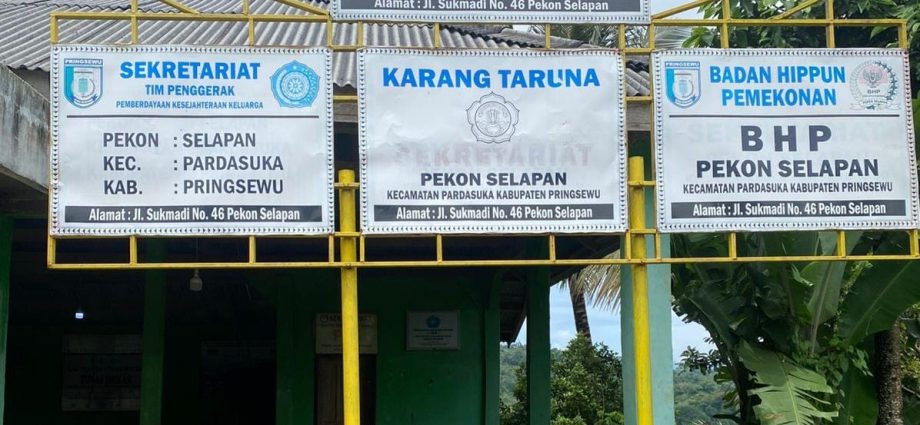 Alamat : Jl. Sukmadi No. 46 Pekon Selapan
PRINGSEWU
SEKRETARIAT
TIM PENGGERAK
PEMBERDAYAAN KESEJAHTERAAN KELUARGA
PEKON : SELAPAN
KEC. : PARDASUKA
KAB. : PRINGSEWU
Alamat : Jl. Sukmadi No. 46 Pekon Selapan
KARANG TARUNA
SEKRETARIAT
PEKON SELAPAN
KECAMATAN PARDASUKA KABUPATEN PRINGSEWU
Alamat : Jl. Sukmadi No. 46 Pekon Selapan
PRINGSEWU
BADAN HIPPUN
PEMEKONAN
BHP
BHP
PEKON SELAPAN
KECAMATAN PARDASUKA KABUPATEN PRINGSEWU
Alamat : Jl. Sukmadi No. 46 Pekon Selapan